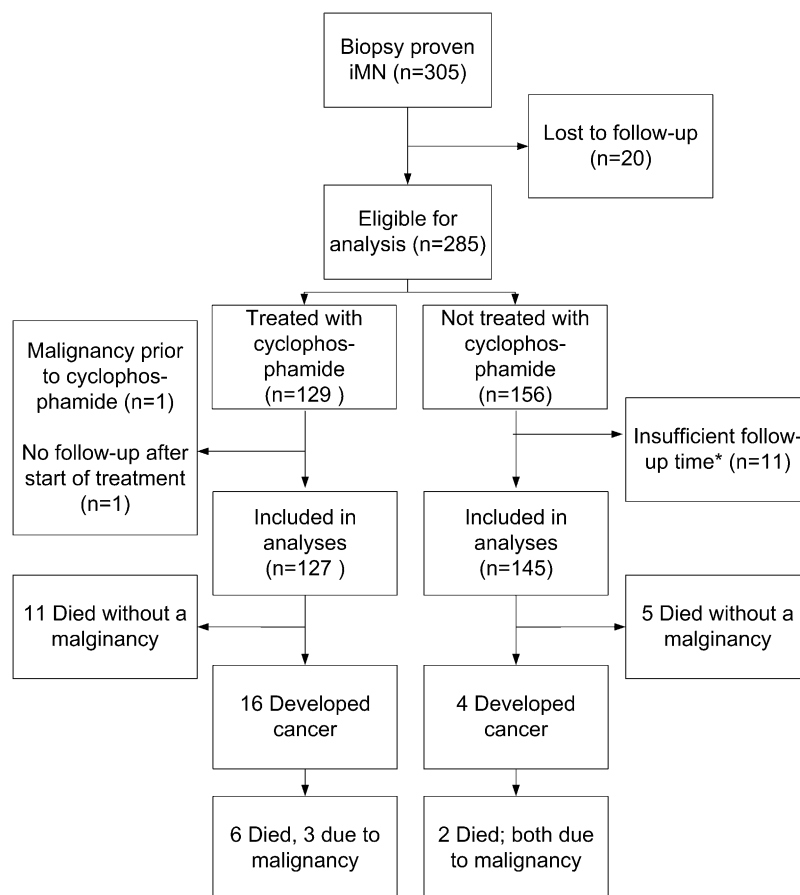 Biopsy proven
iMN (n=305)
Lost to follow-up
(n=20)
Eligible for
analysis (n=285)
Treated with
cyclophos-
phamide
(n=129 )
Not treated with
cyclophos-
phamide
(n=156)
Malignancy prior
to cyclophos-
phamide (n=1)
No follow-up after
start of treatment
(n=1)
Insufficient follow-
up time* (n=11)
Included in
analyses
(n=127 )
Included in
analyses
(n=145)
11 Died without a
malginancy
5 Died without a
malginancy
16 Developed
cancer
4 Developed
cancer
6 Died, 3 due to
malignancy
2 Died; both due
to malignancy